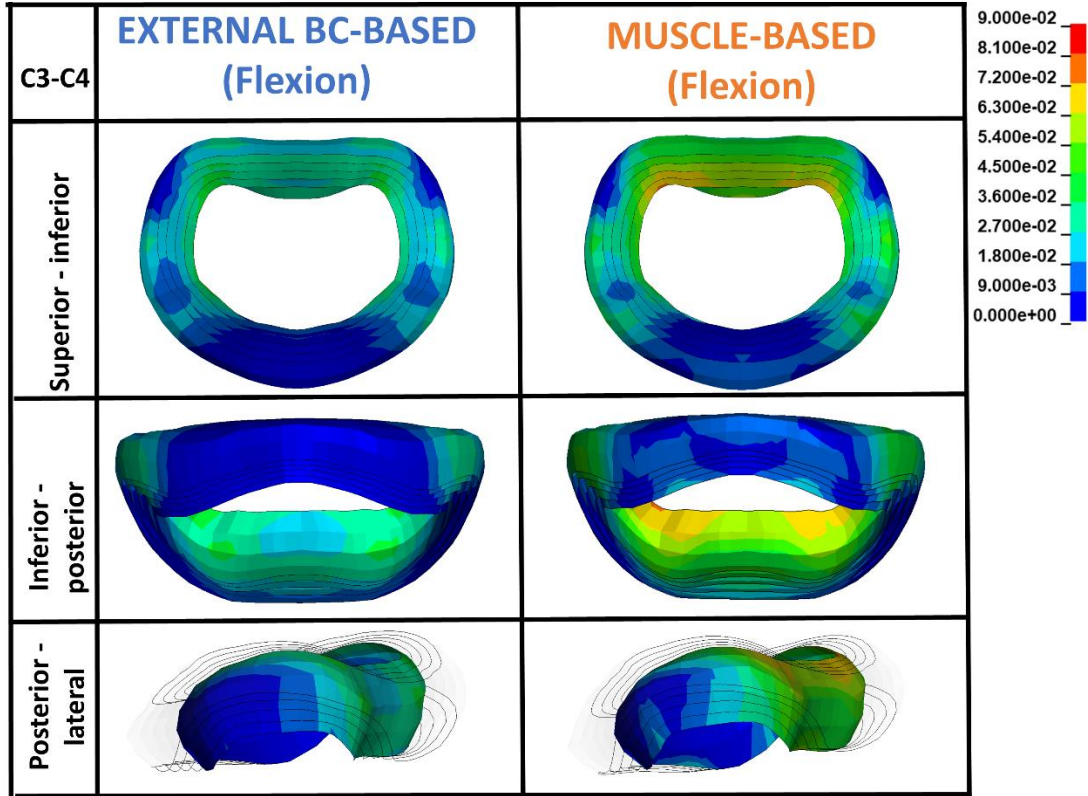 C3-C4
EXTERNAL BC-BASED
(Flexion)
MUSCLE-BASED
(Flexion)
Superior - inferior
Inferior -
posterior
Posterior -
lateral
9.000e-02
8.100e-02
7.200e-02
6.300e-02
5.400e-02
4.500e-02
3.600e-02
2.700e-02
1.800e-02
9.000e-03
0.000e+00